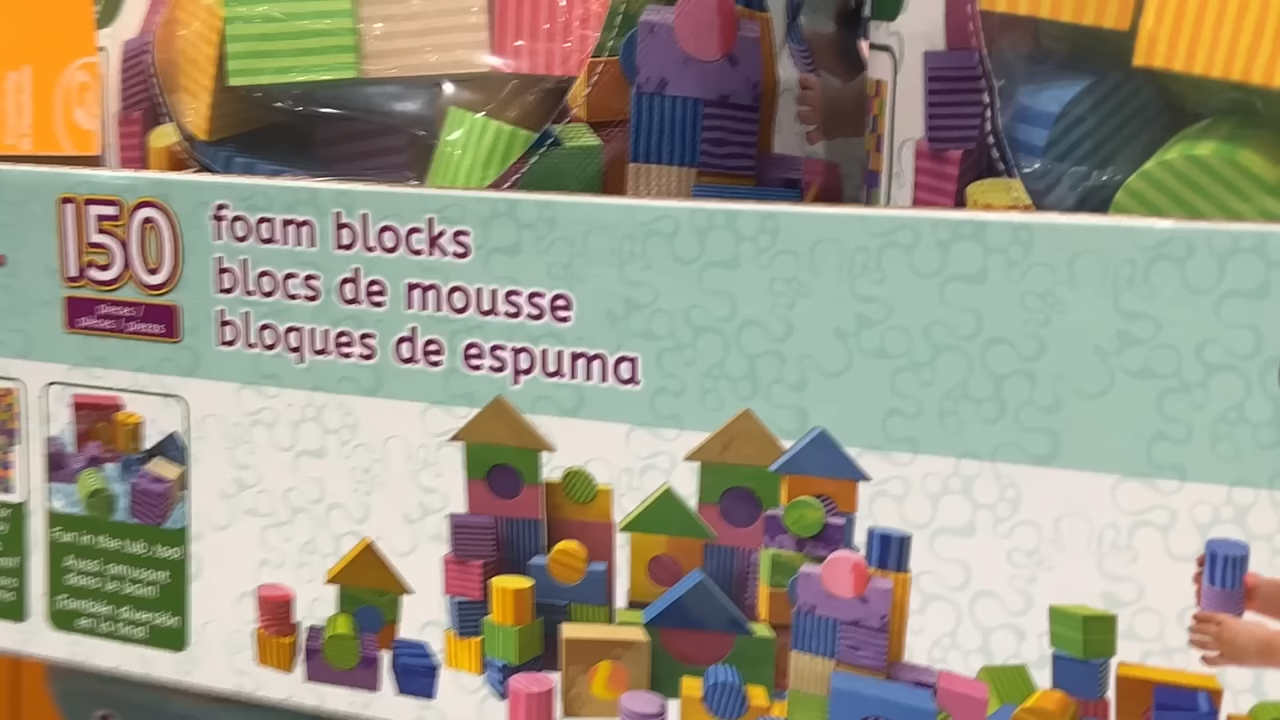 150
pieces /
pièces / piezas
foam blocks
blocs de mousse
bloques de espuma
Fun in the tub, too!
¡Aussi amusant
dans le bain!
¡También diversión
en la tina!